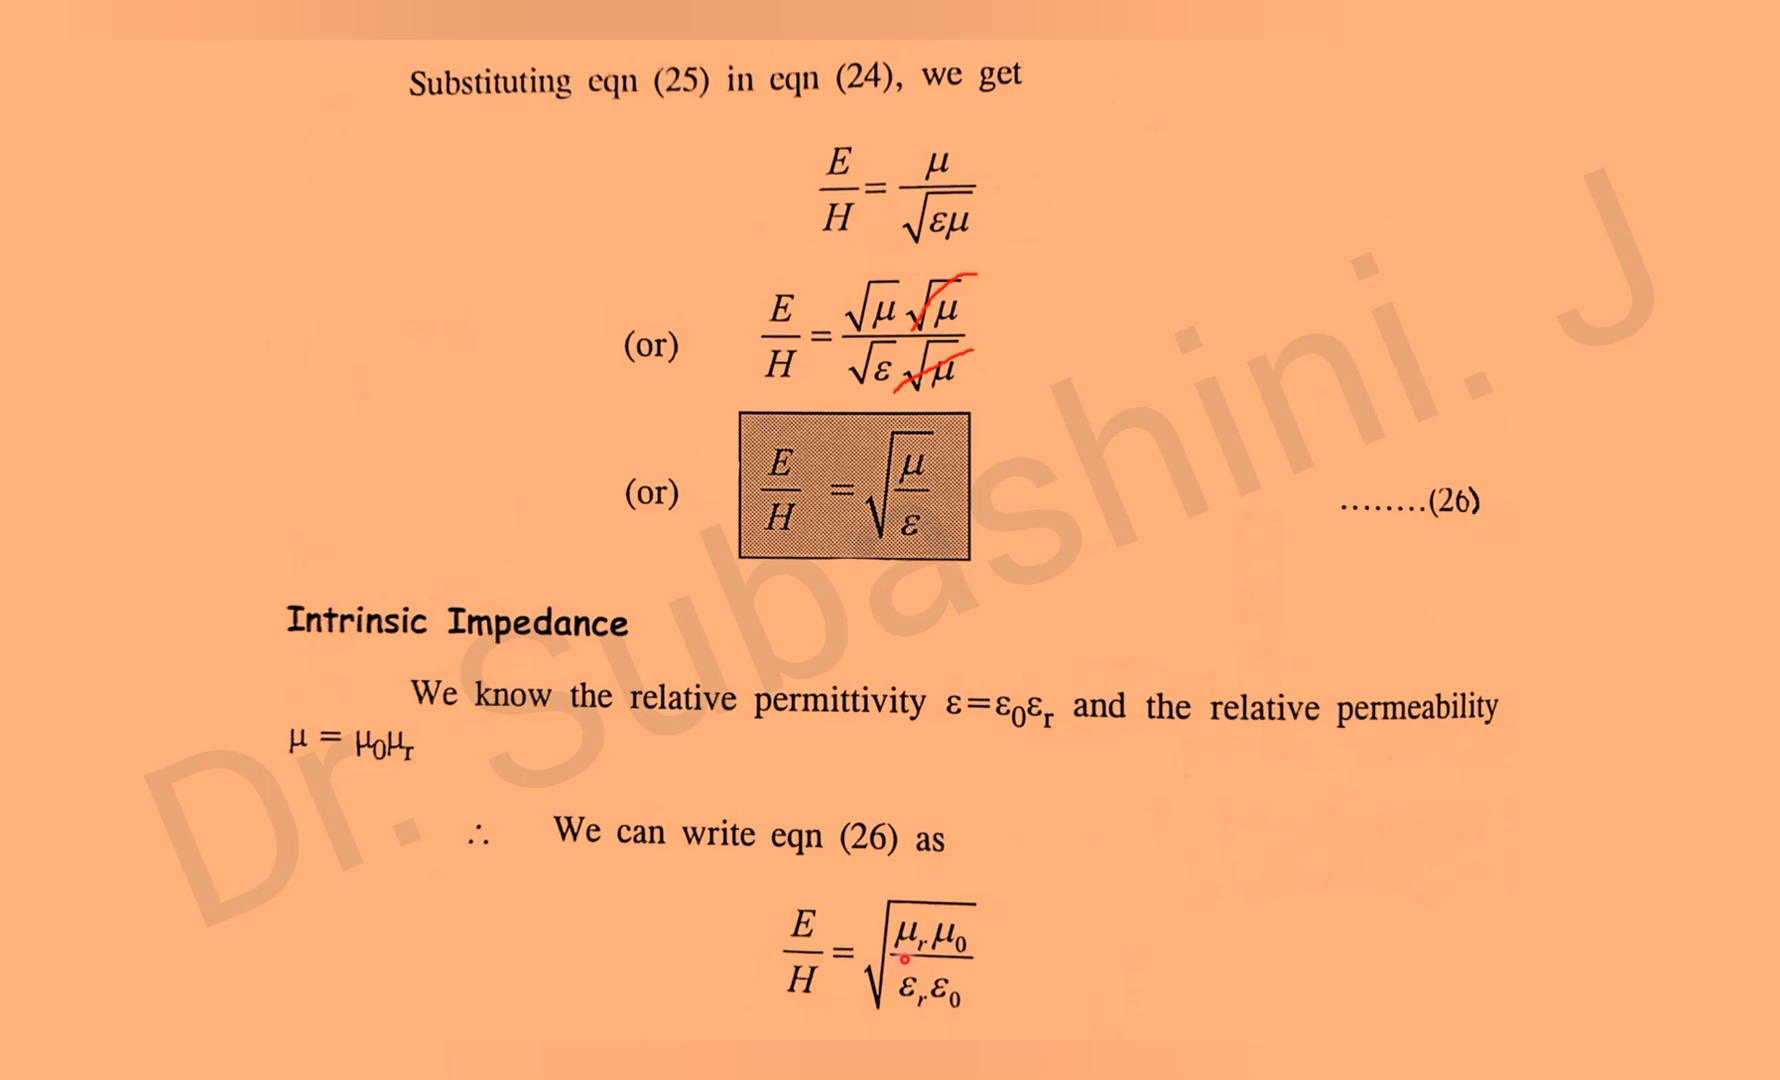 Substituting eqn (25) in eqn (24), we get
E/H = μ/√εμ
(or) E/H = √μ √μ / √ε √μ
(or) E/H = √μ/ε ........(26)
Intrinsic Impedance
We know the relative permittivity ε=ε₀εᵣ and the relative permeability
μ = μ₀μᵣ
∴ We can write eqn (26) as
E/H = √μᵣμ₀/εᵣε₀
Dr. Subashini. J